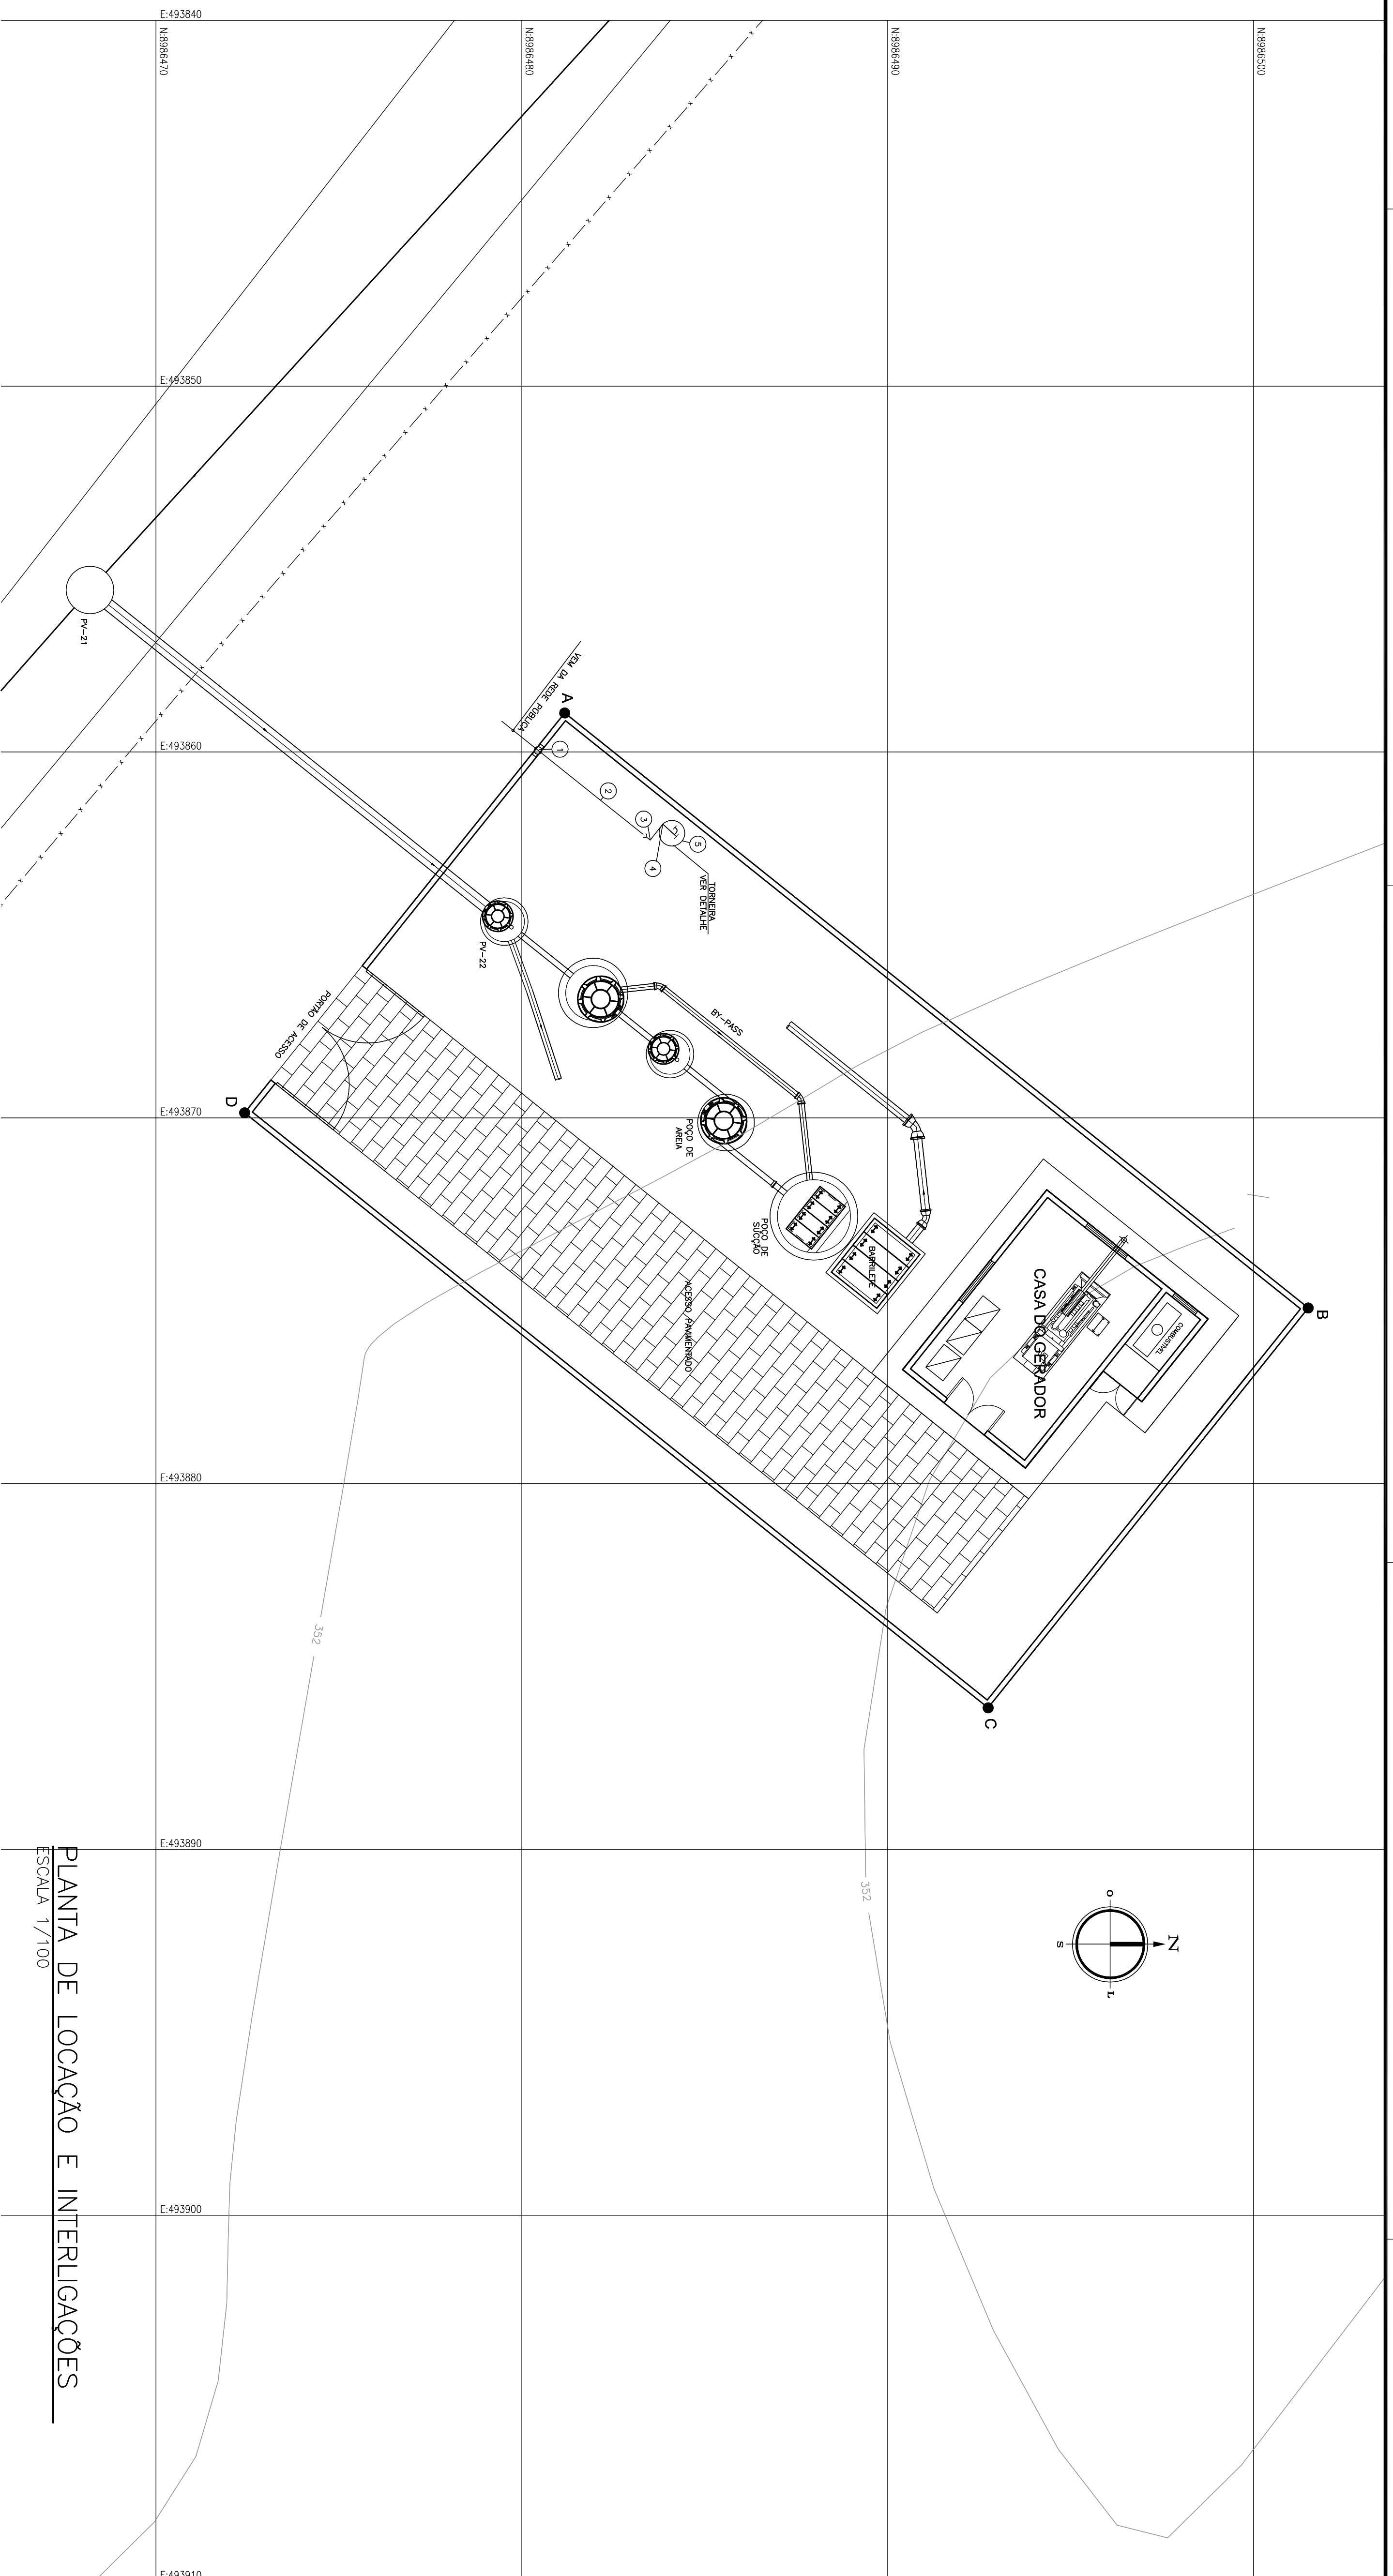 E:493840
N:8986470
N:8986480
N:8986490
N:8986500
E:493850
PV-21
VEM DA REDE PÚBLICA
A
1
E:493860
2
3
5
4
TORNEIRA
VER DETALHE
PV-22
PORTÃO DE ACESSO
BY-PASS
D
E:493870
POÇO DE
AREIA
POÇO DE
SUCÇÃO
BARRILETE
CASA DO GERADOR
COMBUSTIVEL
B
ACESSO PAVIMENTADO
E:493880
352
C
E:493890
352
O
N
S
L
PLANTA DE LOCAÇÃO E INTERLIGAÇÕES
ESCALA 1/100
E:493900
E:493910